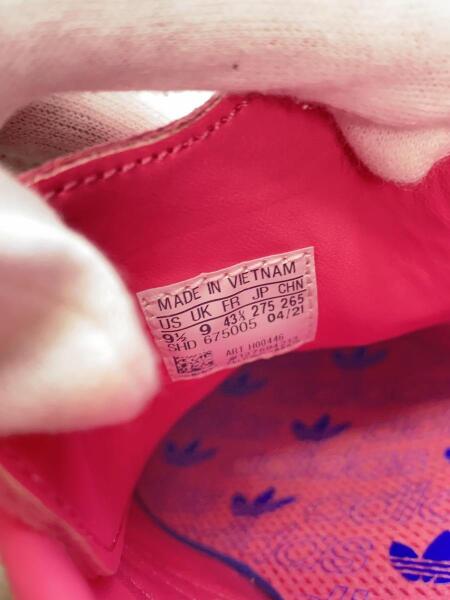 MADE IN VIETNAM
US UK FR JP CHN
9½ 9 43⅓ 275 265
SHD 675005 04/21
ART H00446